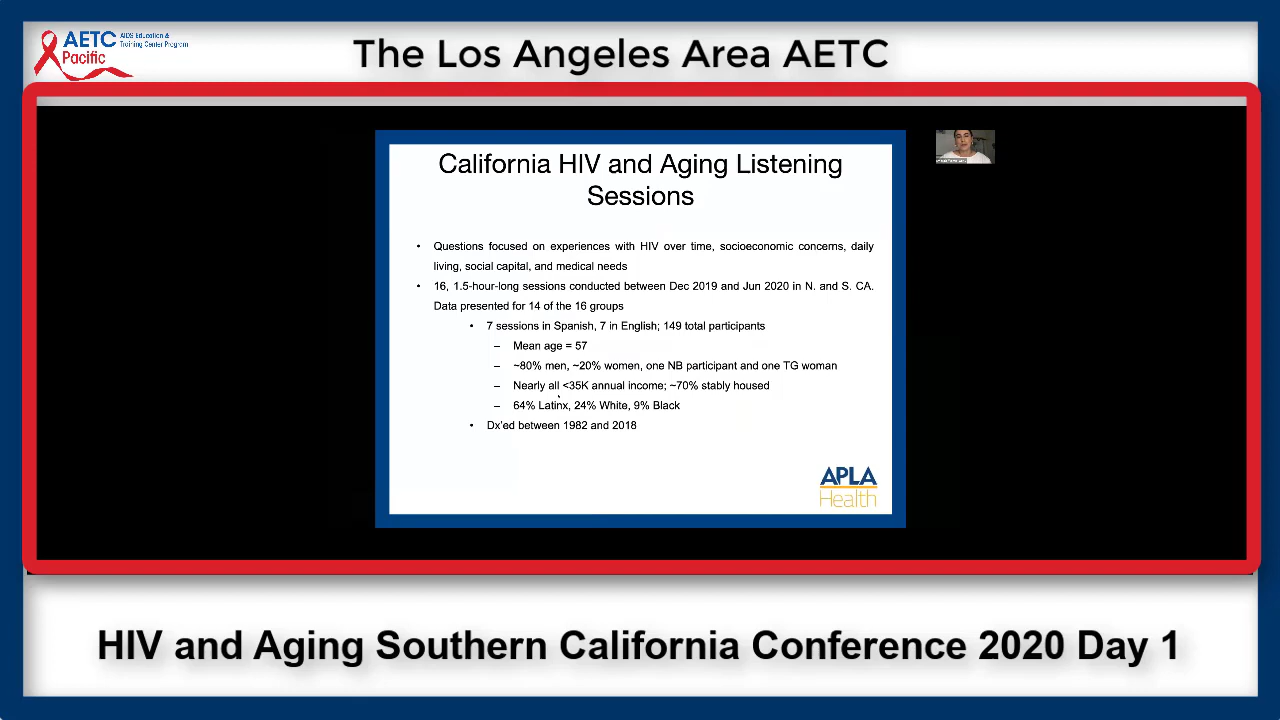 AETC AIDS Education &
Training Center Program
Pacific
The Los Angeles Area AETC
California HIV and Aging Listening
Sessions
• Questions focused on experiences with HIV over time, socioeconomic concerns, daily
living, social capital, and medical needs
• 16, 1.5-hour-long sessions conducted between Dec 2019 and Jun 2020 in N. and S. CA.
Data presented for 14 of the 16 groups
• 7 sessions in Spanish, 7 in English; 149 total participants
– Mean age = 57
– ~80% men, ~20% women, one NB participant and one TG woman
– Nearly all <35K annual income; ~70% stably housed
– 64% Latinx, 24% White, 9% Black
• Dx'ed between 1982 and 2018
APLA
Health
HIV and Aging Southern California Conference 2020 Day 1